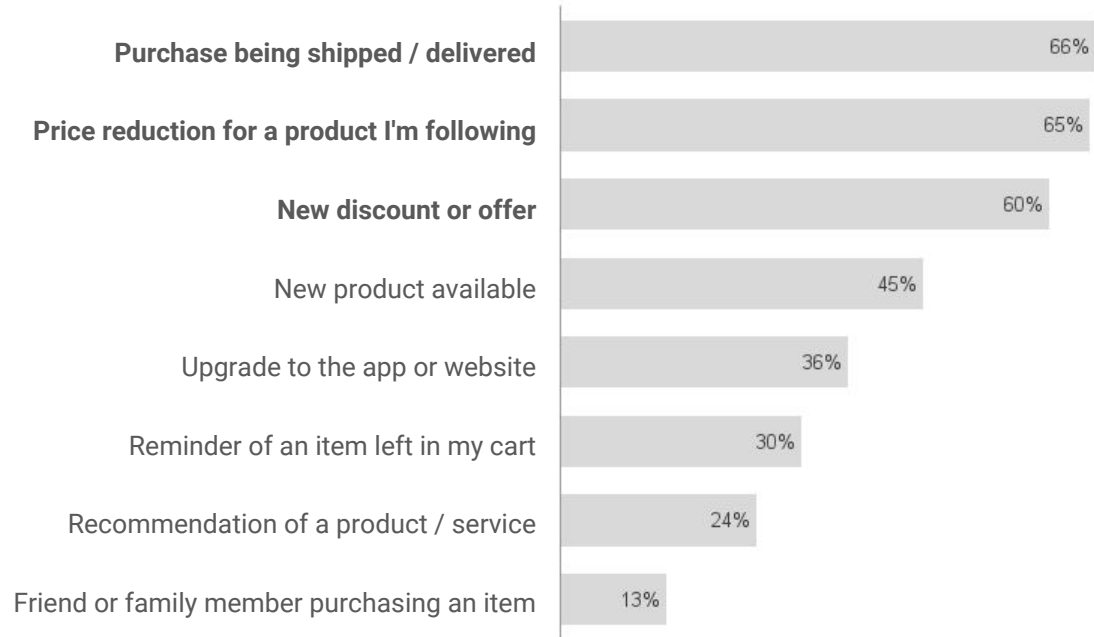 Purchase being shipped / delivered 66%
Price reduction for a product I'm following 65%
New discount or offer 60%
New product available 45%
Upgrade to the app or website 36%
Reminder of an item left in my cart 30%
Recommendation of a product / service 24%
Friend or family member purchasing an item 13%